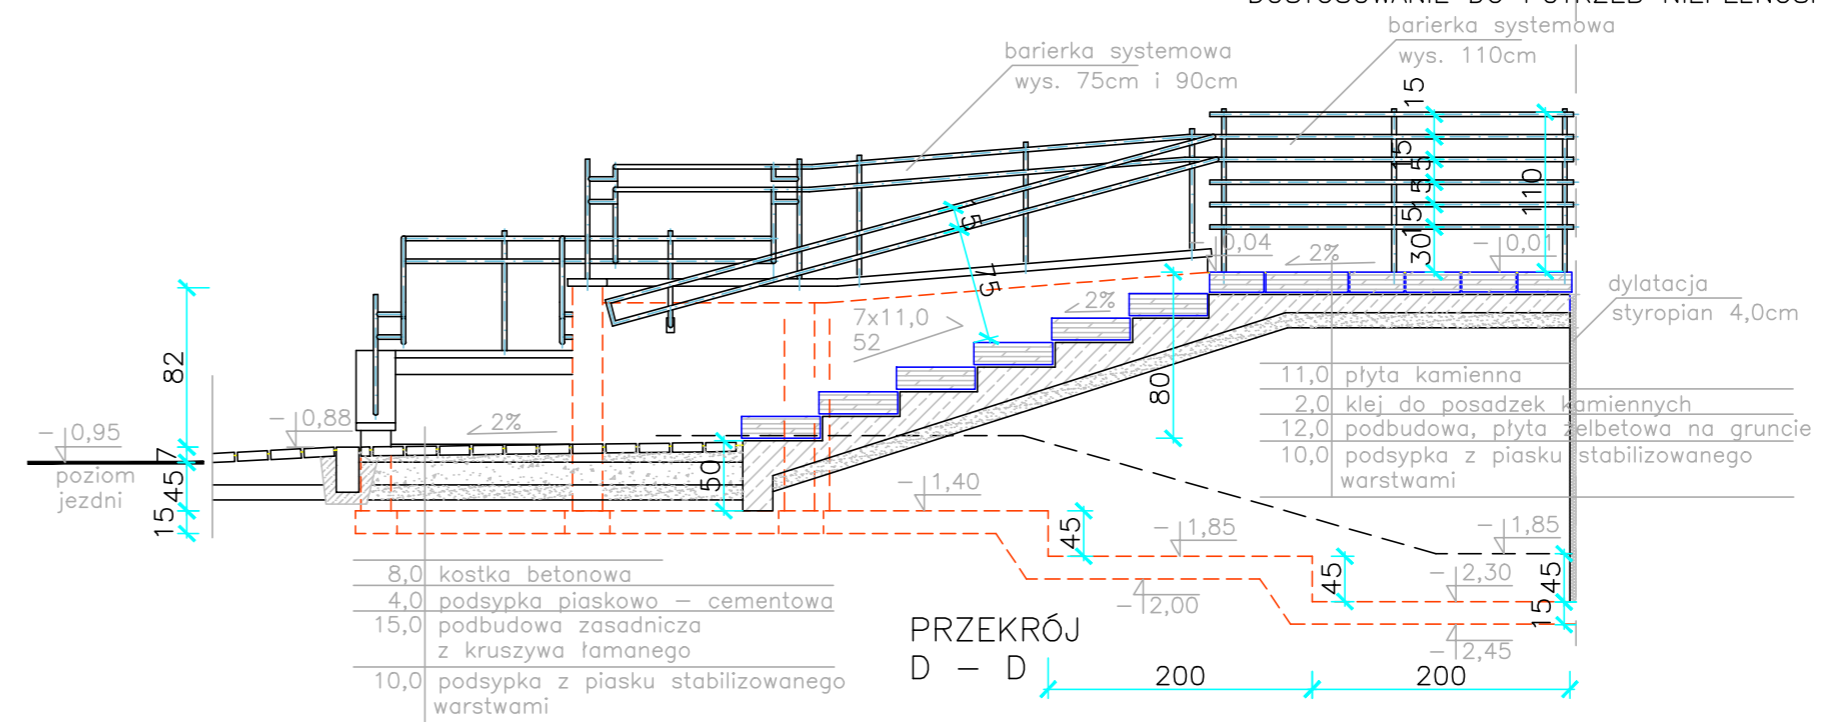 barierka systemowa
wys. 110cm
barierka systemowa
wys. 75cm i 90cm
15
15
15
15
15
30
110
- 0,04
2%
- 0,01
15
75
dylatacja
styropian 4,0cm
7x11,0
52
2%
80
82
- 0,95
poziom
jezdni
- 0,88
2%
7
45
15
50
11,0 płyta kamienna
2,0 klej do posadzek kamiennych
12,0 podbudowa, płyta żelbetowa na gruncie
10,0 podsypka z piasku stabilizowanego
warstwami
- 1,40
45
- 1,85
- 1,85
45
- 2,30
45
- 2,00
15
- 2,45
8,0 kostka betonowa
4,0 podsypka piaskowo – cementowa
15,0 podbudowa zasadnicza
z kruszywa łamanego
10,0 podsypka z piasku stabilizowanego
warstwami
PRZEKRÓJ
D – D
200
200